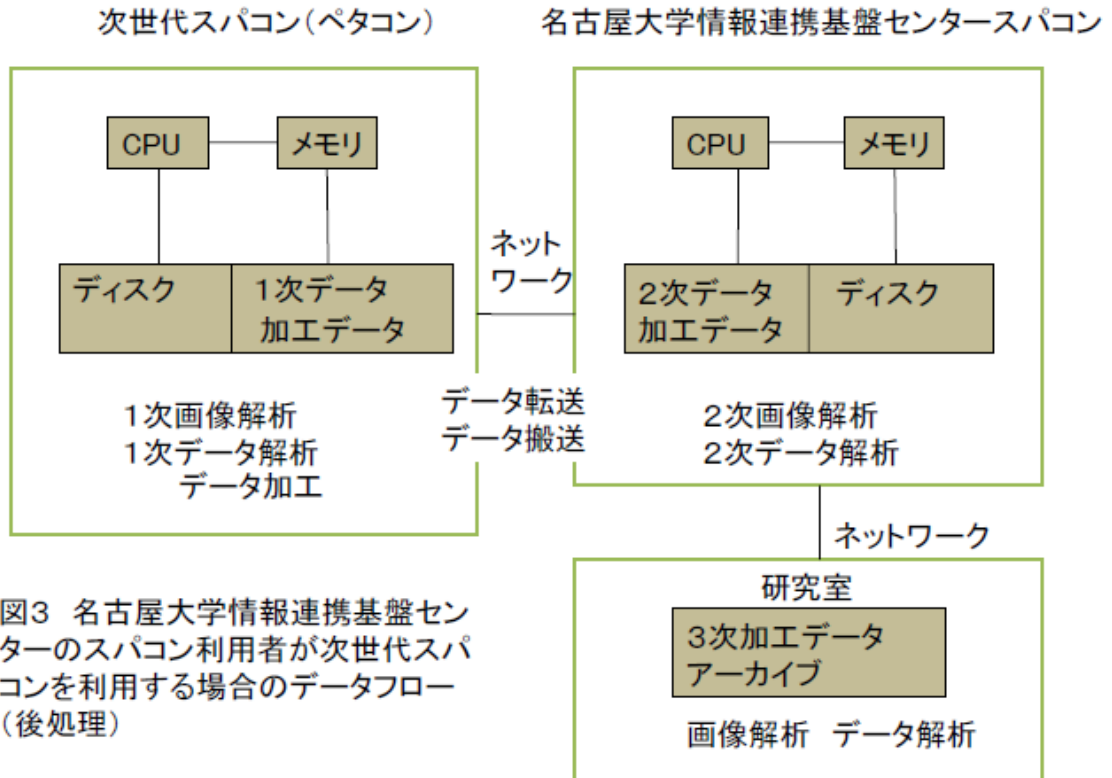 次世代スパコン(ペタコン)
名古屋大学情報連携基盤センタースパコン
CPU
メモリ
ディスク
1次データ
加工データ
1次画像解析
1次データ解析
データ加工
ネット
ワーク
データ転送
データ搬送
CPU
メモリ
2次データ
加工データ
ディスク
2次画像解析
2次データ解析
ネットワーク
研究室
3次加工データ
アーカイブ
画像解析 データ解析
図3 名古屋大学情報連携基盤セン
ターのスパコン利用者が次世代スパ
コンを利用する場合のデータフロー
(後処理)